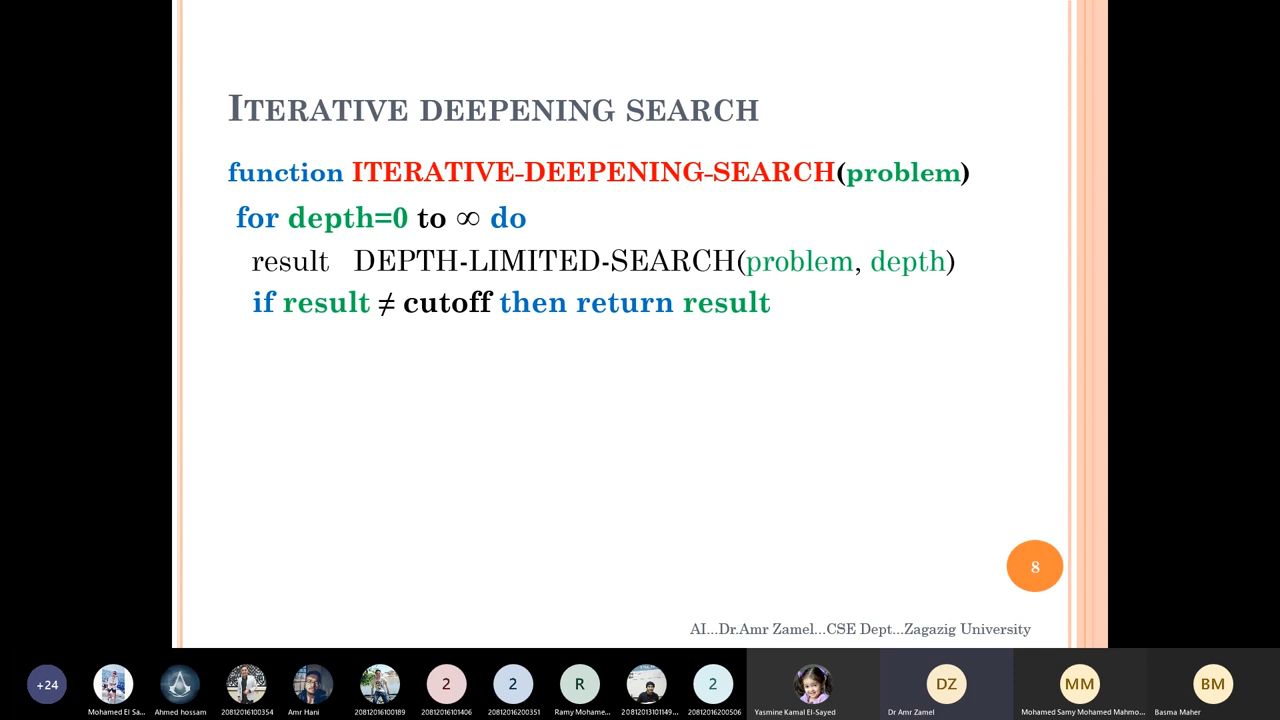 ITERATIVE DEEPENING SEARCH
function ITERATIVE-DEEPENING-SEARCH(problem)
for depth=0 to ∞ do
result DEPTH-LIMITED-SEARCH(problem, depth)
if result ≠ cutoff then return result
8
AI...Dr.Amr Zamel...CSE Dept...Zagazig University
+24 2 2 R 2 DZ MM BM
Mohamed El Sa... Ahmed hossam 20812016100354 Amr Hani 20812016100189 20812016101406 20812016200351 Ramy Mohame... 20812013101149... 20812016200506 Yasmine Kamal El-Sayed Dr Amr Zamel Mohamed Samy Mohamed Mahmo... Basma Maher